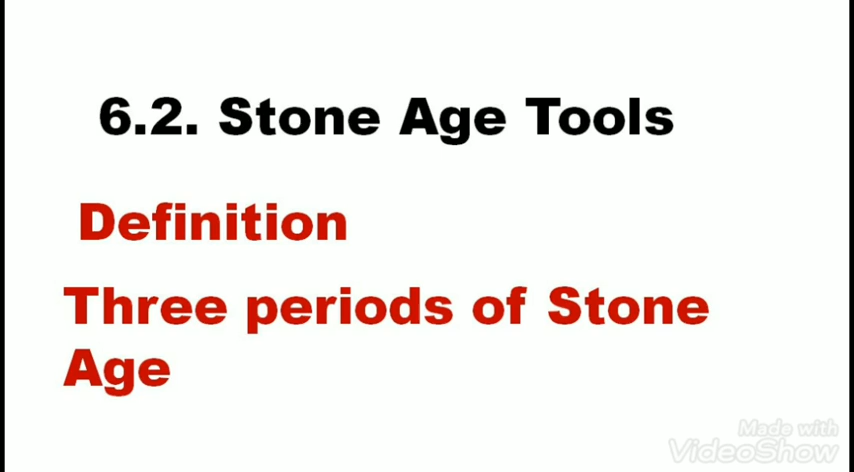 6.2. Stone Age Tools
Definition
Three periods of Stone
Age
Made with
VideoShow